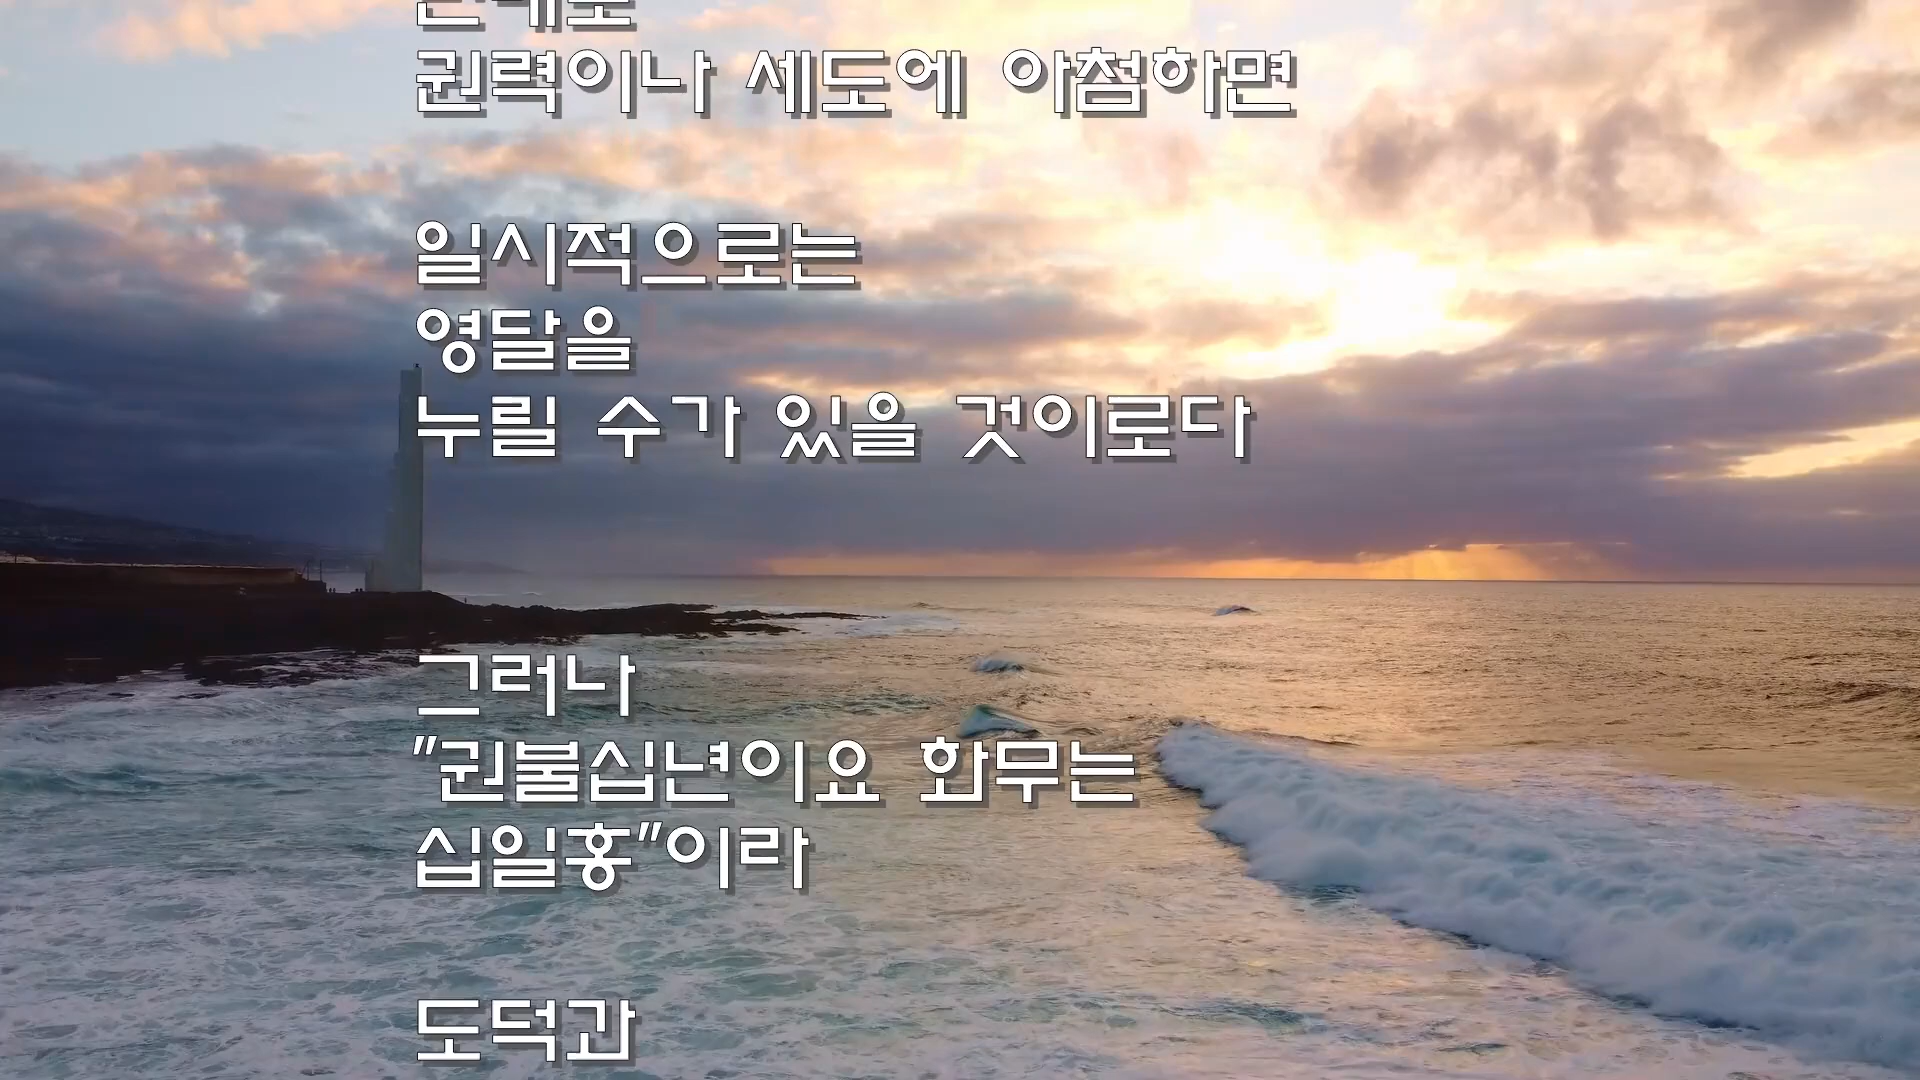 권력이나 세도에 아첨하면
일시적으로는
영달을
누릴 수가 있을 것이로다
그러나
"권불십년이요 화무는
십일홍"이라
도덕과